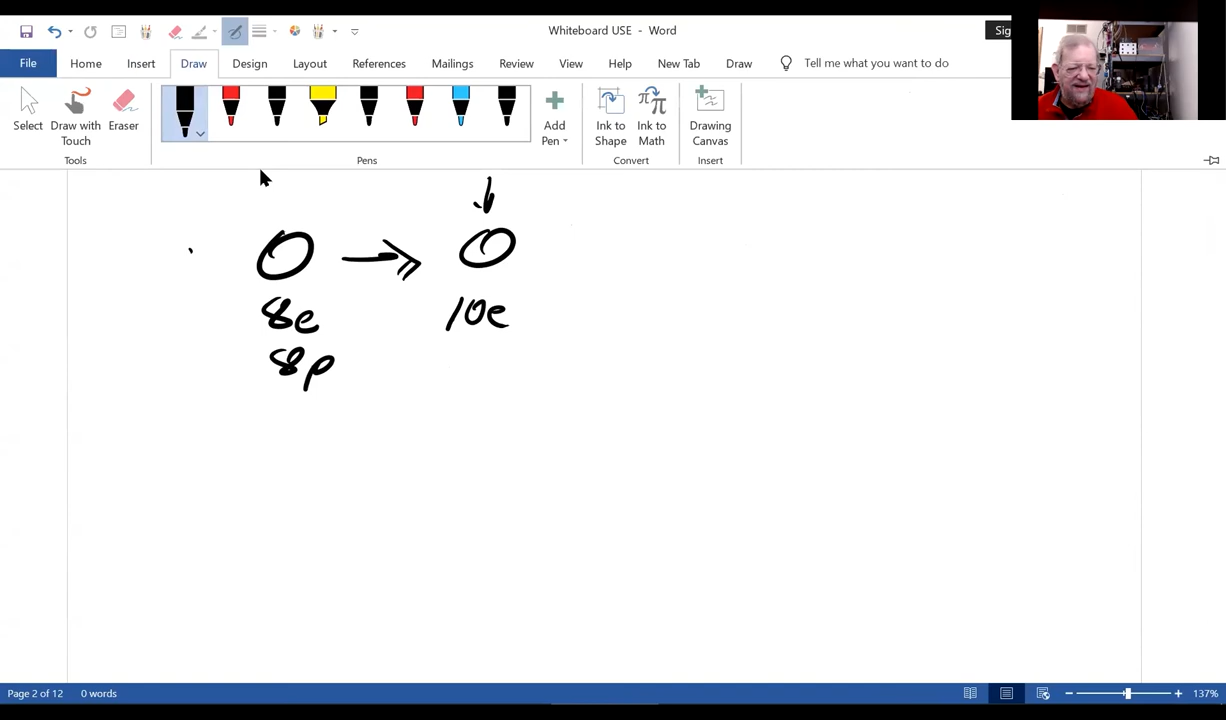 Whiteboard USE - Word
Sig
File Home Insert Draw Design Layout References Mailings Review View Help New Tab Draw Tell me what you want to do
Select Draw with Touch Eraser Add Pen Ink to Shape Ink to Math Drawing Canvas
Tools Pens Convert Insert
O → O
8e 10e
8p
Page 2 of 12 0 words 137%